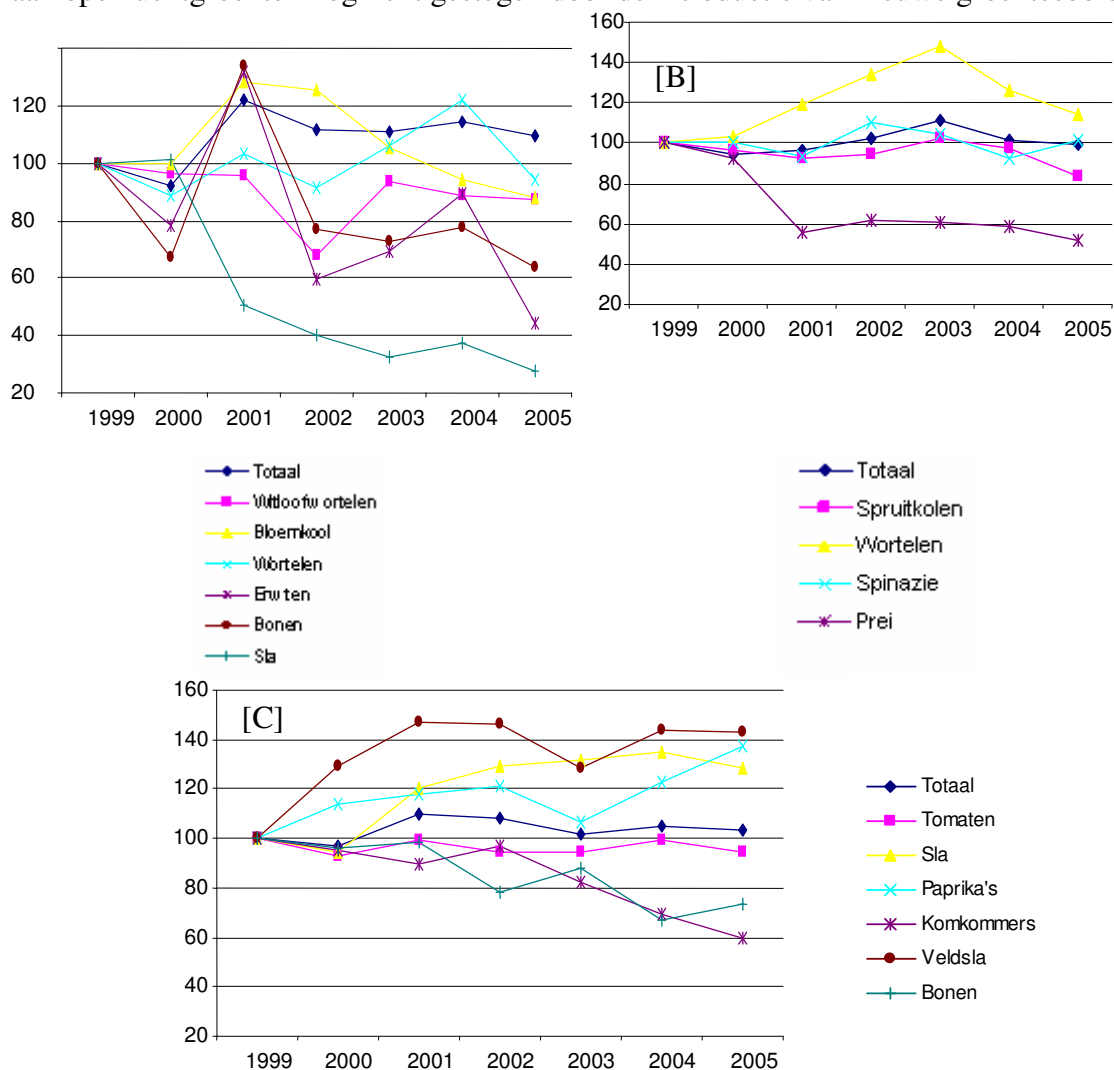 160
[B]
140
120
120
100
100
80
80
60
60
40
40
20
20
1999 2000 2001 2002 2003 2004 2005
1999 2000 2001 2002 2003 2004 2005
Totaal
Witloofwortelen
Bloemkool
Wortelen
Erwten
Bonen
Sla
Totaal
Spruitkolen
Wortelen
Spinazie
Prei
160
[C]
140
120
100
80
60
40
20
1999 2000 2001 2002 2003 2004 2005
Totaal
Tomaten
Sla
Paprika's
Komkommers
Veldsla
Bonen